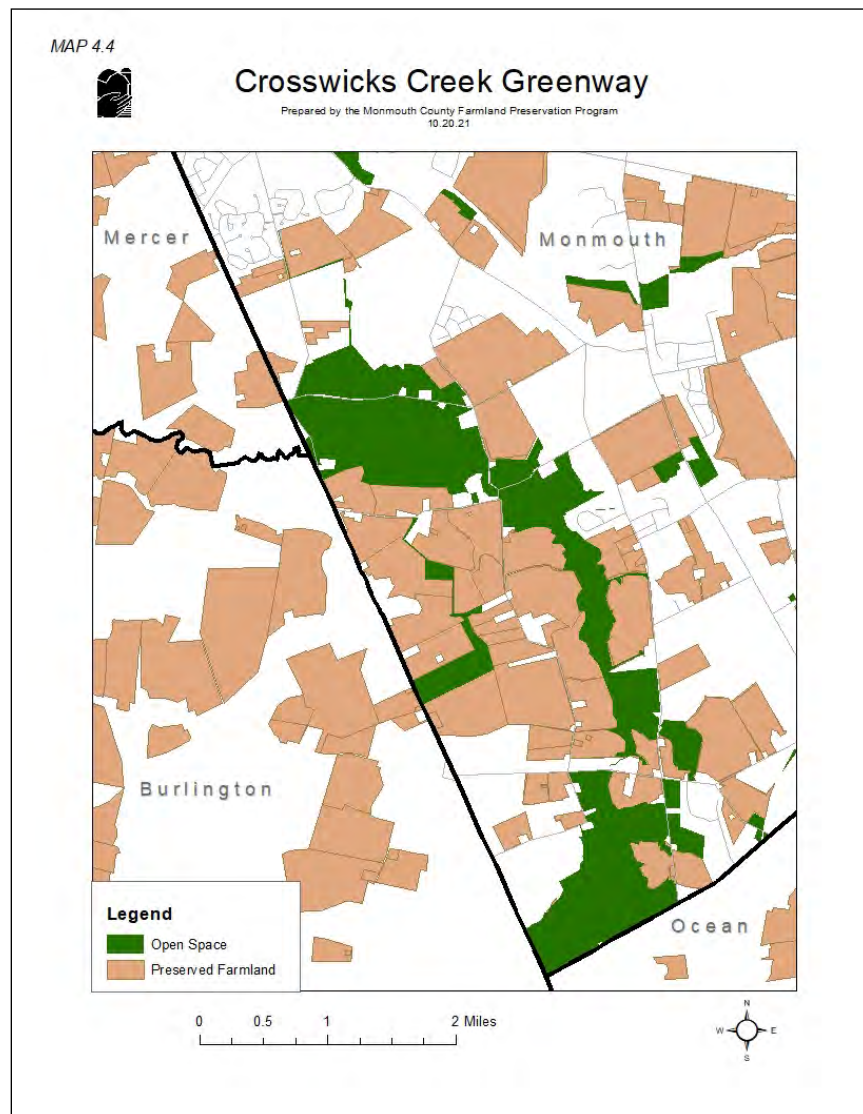 MAP 4.4
Crosswicks Creek Greenway
Prepared by the Monmouth County Farmland Preservation Program
10.20.21
Mercer
Monmouth
Burlington
Ocean
Legend
Open Space
Preserved Farmland
0 0.5 1 2 Miles
N
W E
S